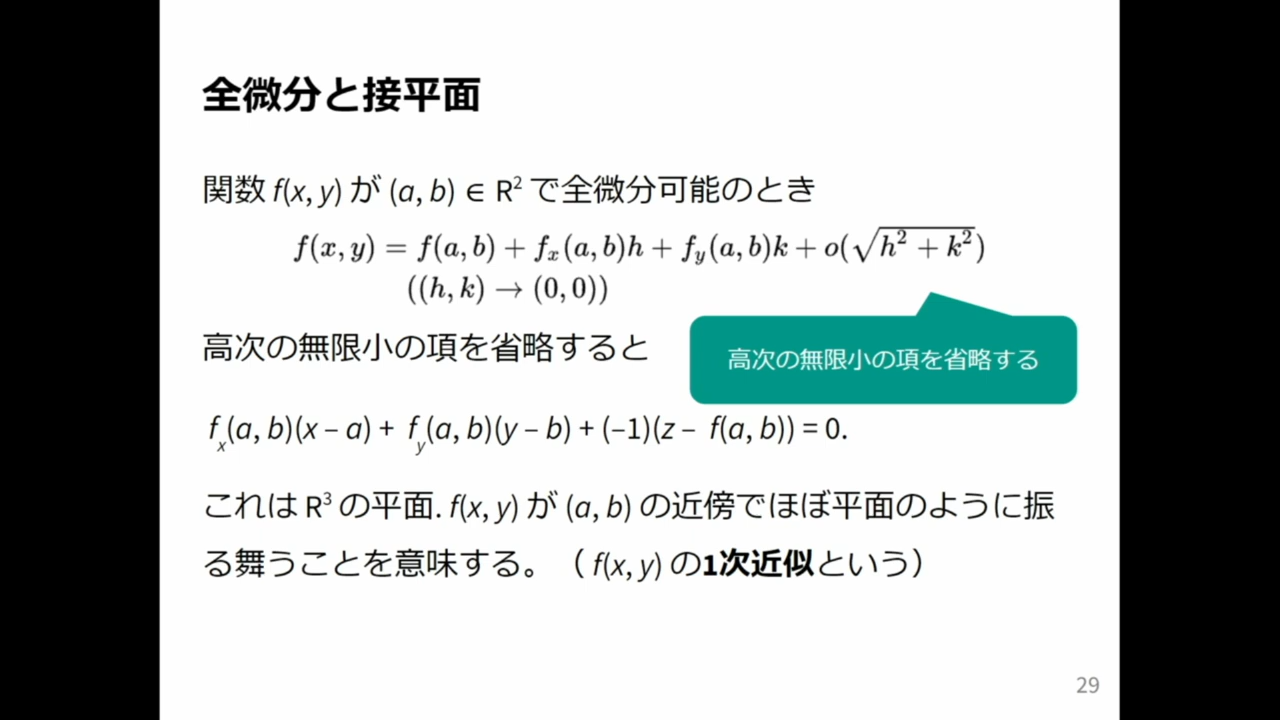 全微分と接平面
関数 f(x, y) が (a, b) ∈ R² で全微分可能のとき
f(x, y) = f(a, b) + fₓ(a, b)h + f_y(a, b)k + o(√(h² + k²))
((h, k) → (0, 0))
高次の無限小の項を省略すると
高次の無限小の項を省略する
fₓ(a, b)(x – a) + f_y(a, b)(y – b) + (–1)(z – f(a, b)) = 0.
これは R³ の平面. f(x, y) が (a, b) の近傍でほぼ平面のように振
る舞うことを意味する。（ f(x, y) の1次近似という）
29